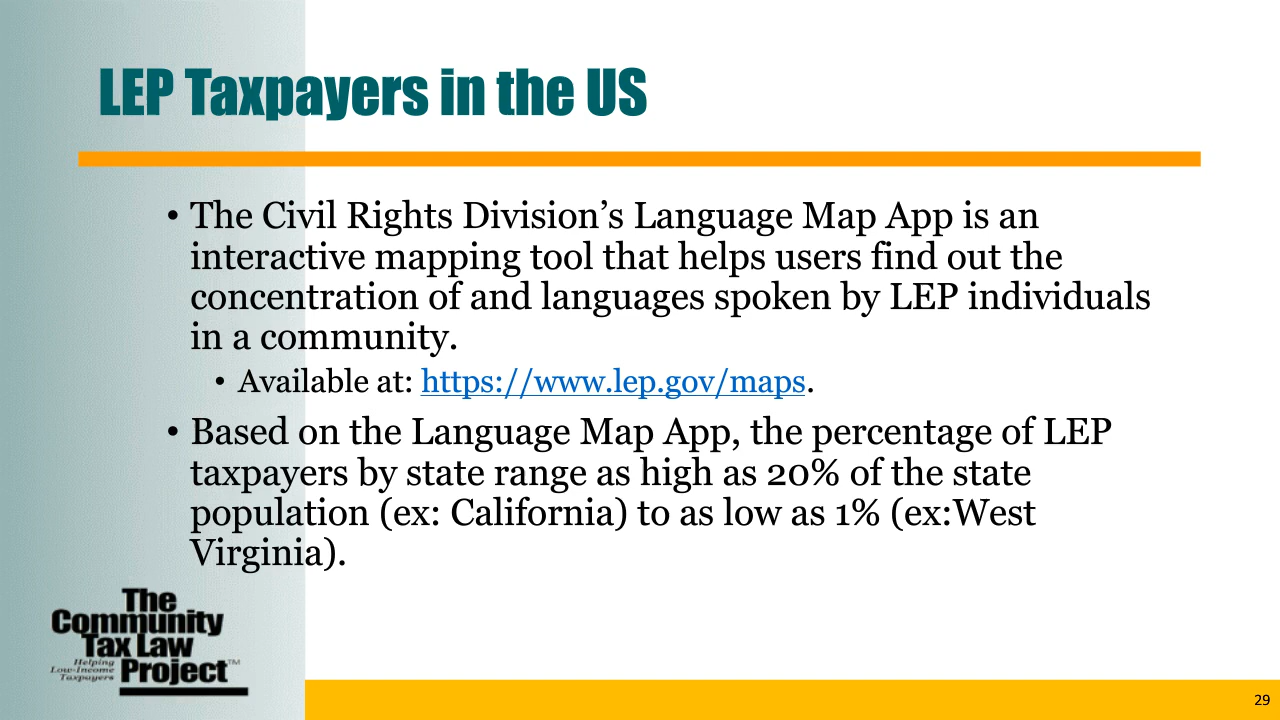 LEP Taxpayers in the US
• The Civil Rights Division’s Language Map App is an
interactive mapping tool that helps users find out the
concentration of and languages spoken by LEP individuals
in a community.
• Available at: https://www.lep.gov/maps.
• Based on the Language Map App, the percentage of LEP
taxpayers by state range as high as 20% of the state
population (ex: California) to as low as 1% (ex:West
Virginia).
The
Community
Tax Law
Project™
Helping
Low-Income
Taxpayers
29